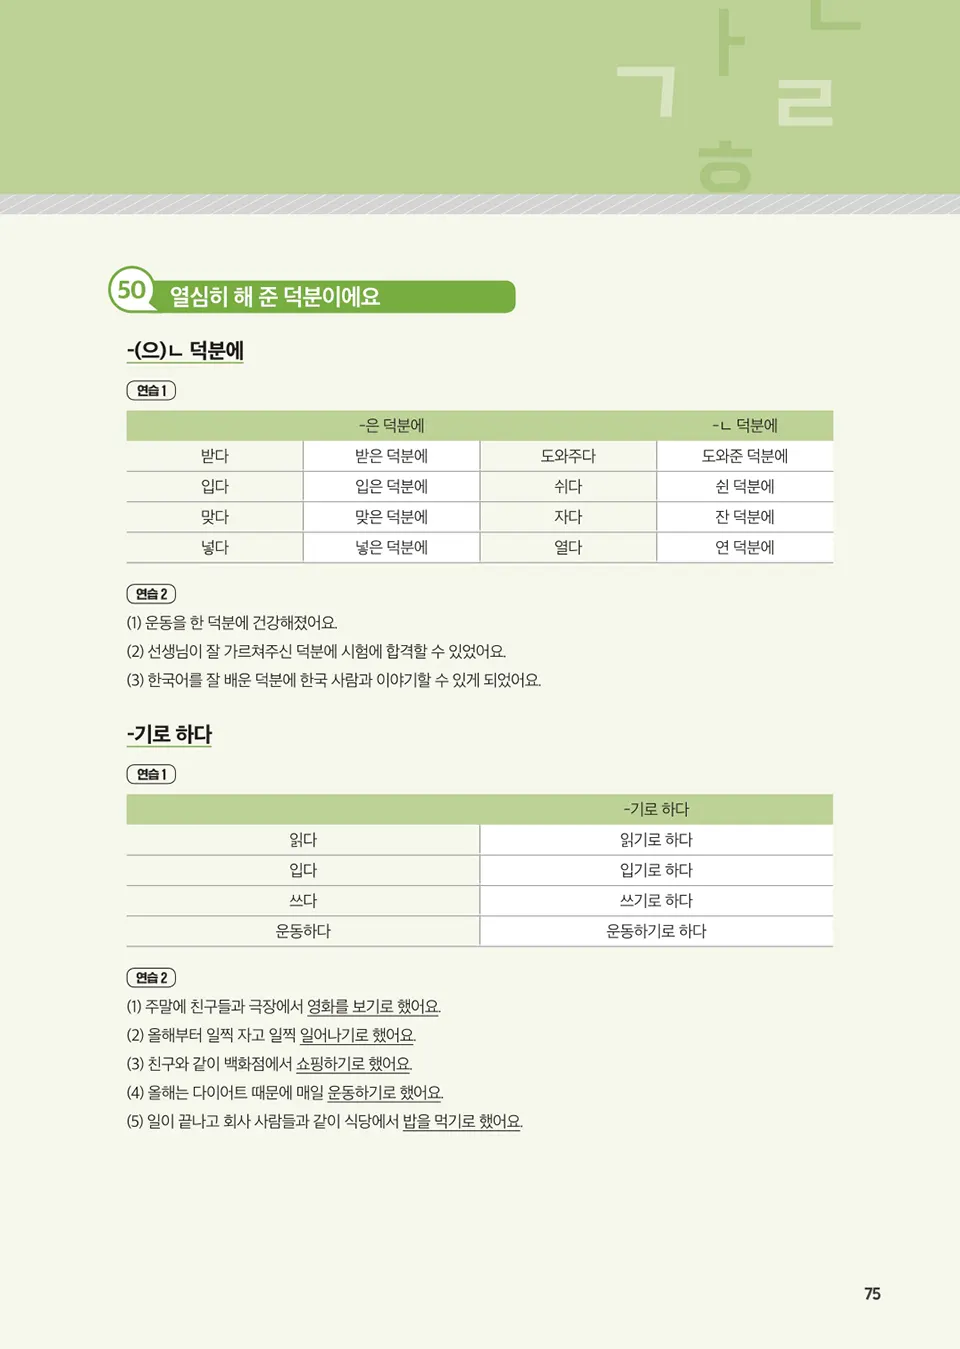 ㅏ ㄴ
ㄱ ㄹ
ㅎ
50 열심히 해 준 덕분이에요
-(으)ㄴ 덕분에
연습 1
-은 덕분에 -ㄴ 덕분에
받다 받은 덕분에 도와주다 도와준 덕분에
입다 입은 덕분에 쉬다 쉰 덕분에
맞다 맞은 덕분에 자다 잔 덕분에
넣다 넣은 덕분에 열다 연 덕분에
연습 2
(1) 운동을 한 덕분에 건강해졌어요.
(2) 선생님이 잘 가르쳐주신 덕분에 시험에 합격할 수 있었어요.
(3) 한국어를 잘 배운 덕분에 한국 사람과 이야기할 수 있게 되었어요.
-기로 하다
연습 1
-기로 하다
읽다 읽기로 하다
입다 입기로 하다
쓰다 쓰기로 하다
운동하다 운동하기로 하다
연습 2
(1) 주말에 친구들과 극장에서 영화를 보기로 했어요.
(2) 올해부터 일찍 자고 일찍 일어나기로 했어요.
(3) 친구와 같이 백화점에서 쇼핑하기로 했어요.
(4) 올해는 다이어트 때문에 매일 운동하기로 했어요.
(5) 일이 끝나고 회사 사람들과 같이 식당에서 밥을 먹기로 했어요.
75